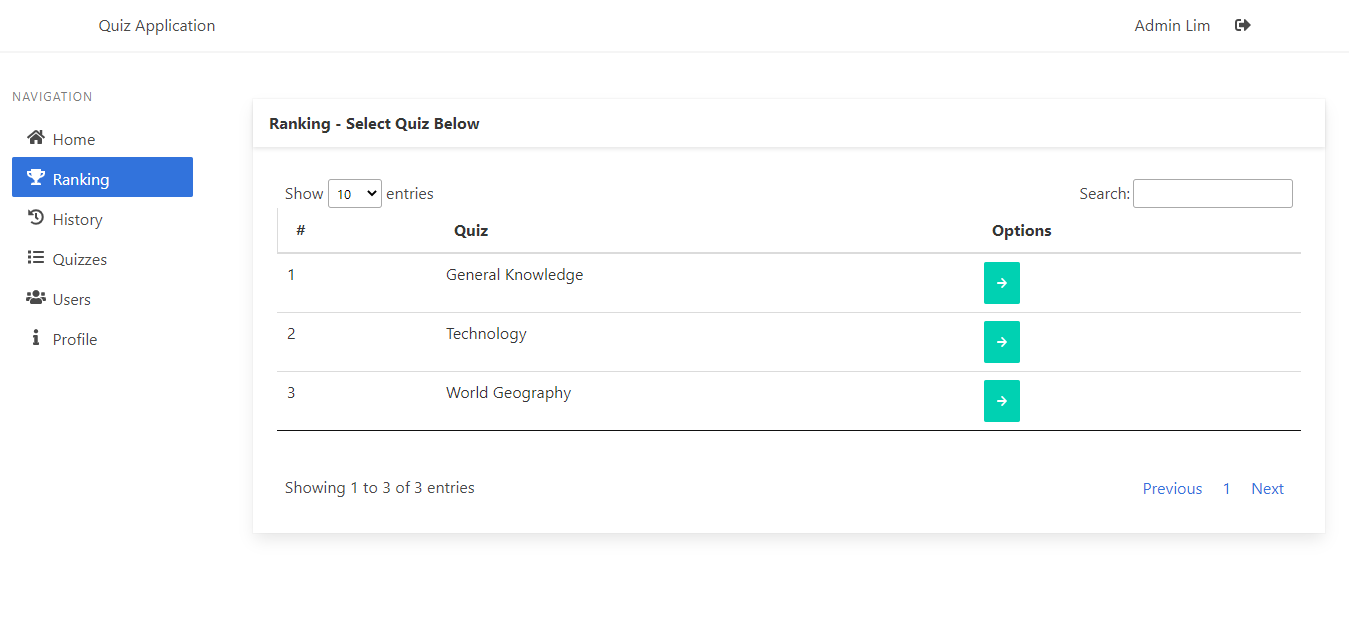 Quiz Application Admin Lim
NAVIGATION
Home
Ranking
History
Quizzes
Users
Profile
Ranking - Select Quiz Below
Show 10 entries Search:
# Quiz Options
1 General Knowledge
2 Technology
3 World Geography
Showing 1 to 3 of 3 entries Previous 1 Next